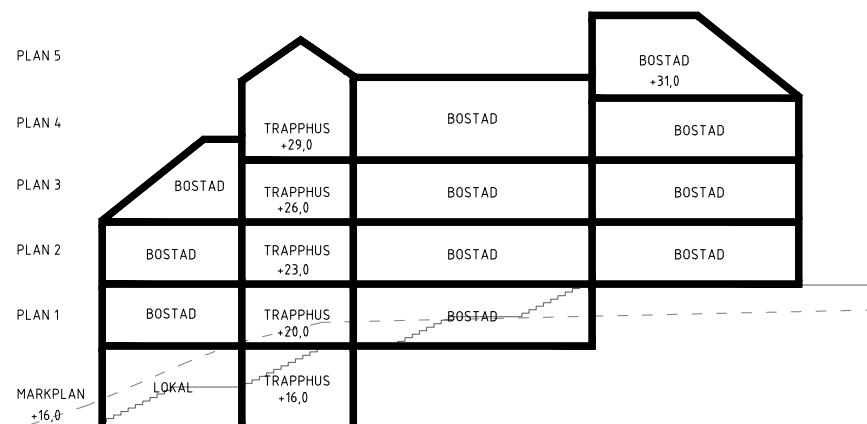 PLAN 5
BOSTAD
+31,0
PLAN 4
TRAPPHUS
+29,0
BOSTAD
BOSTAD
PLAN 3
BOSTAD
TRAPPHUS
+26,0
BOSTAD
BOSTAD
PLAN 2
BOSTAD
TRAPPHUS
+23,0
BOSTAD
BOSTAD
PLAN 1
BOSTAD
TRAPPHUS
+20,0
BOSTAD
MARKPLAN
+16,0
LOKAL
TRAPPHUS
+16,0